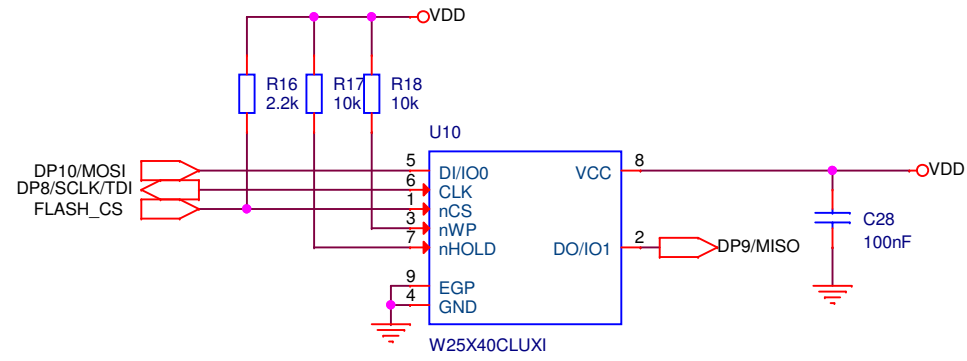 VDD
R16
2.2k
R17
10k
R18
10k
U10
DP10/MOSI
DP8/SCLK/TDI
FLASH_CS
5
6
1
3
7
9
4
DI/IO0
CLK
nCS
nWP
nHOLD
EGP
GND
VCC
DO/IO1
8
2
VDD
DP9/MISO
C28
100nF
W25X40CLUXI